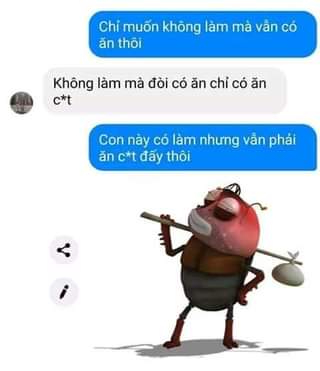 Chỉ muốn không làm mà vẫn có
ăn thôi
Không làm mà đòi có ăn chỉ có ăn
c*t
Con này có làm nhưng vẫn phải
ăn c*t đấy thôi